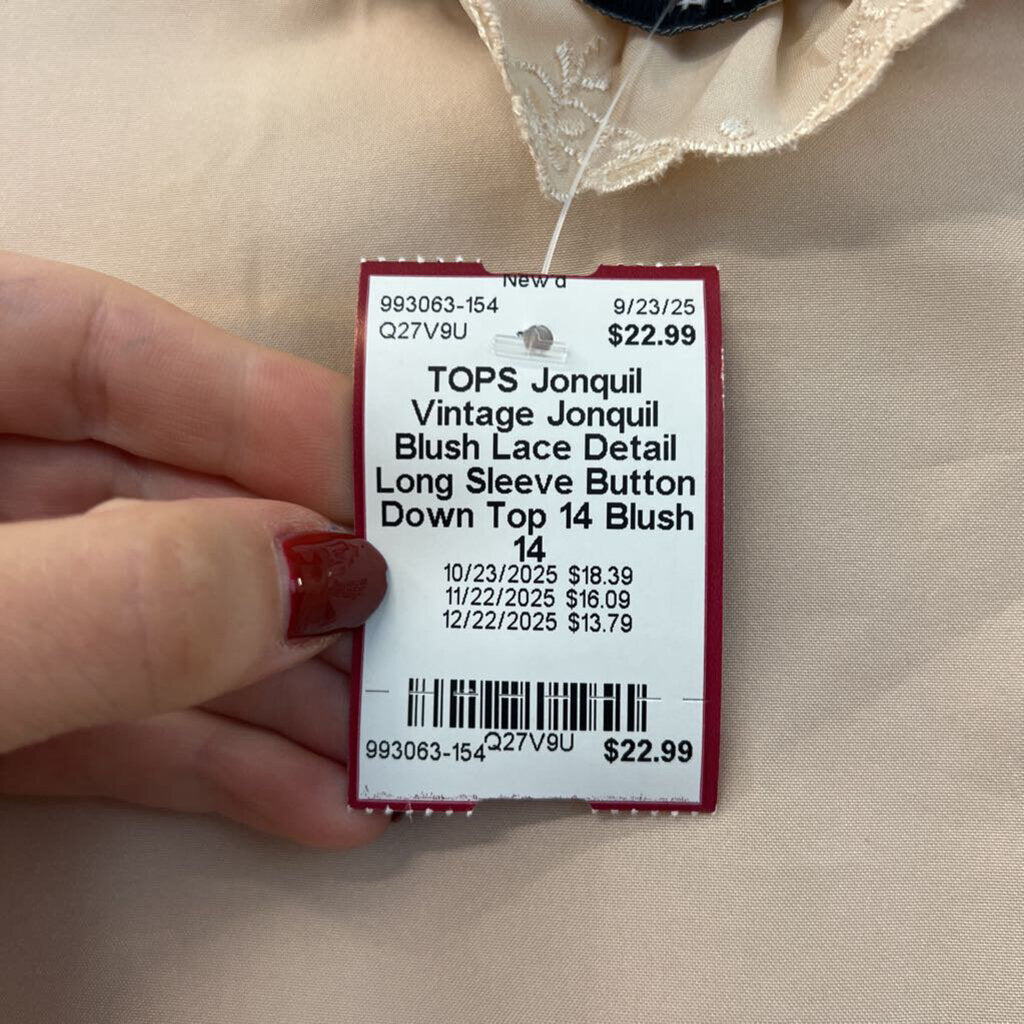 New a
993063-154 9/23/25
Q27V9U $22.99
TOPS Jonquil
Vintage Jonquil
Blush Lace Detail
Long Sleeve Button
Down Top 14 Blush
14
10/23/2025 $18.39
11/22/2025 $16.09
12/22/2025 $13.79
993063-154 Q27V9U $22.99